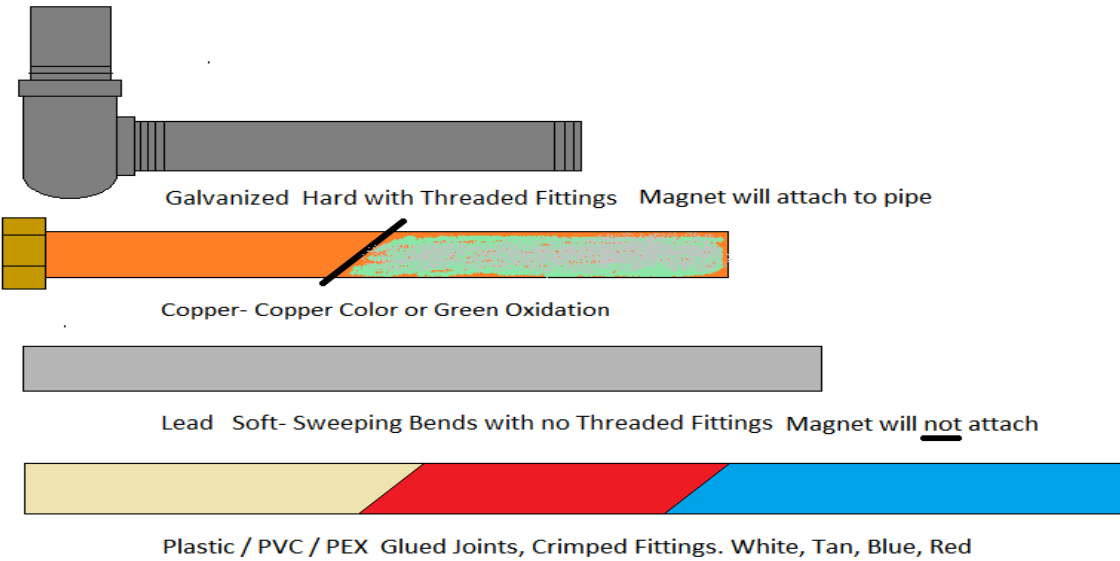 Galvanized Hard with Threaded Fittings Magnet will attach to pipe
Copper- Copper Color or Green Oxidation
Lead Soft- Sweeping Bends with no Threaded Fittings Magnet will not attach
Plastic / PVC / PEX Glued Joints, Crimped Fittings. White, Tan, Blue, Red